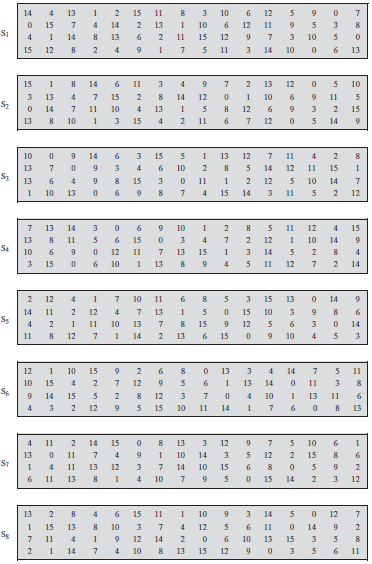 14 4 13 1 2 15 11 8 3 10 6 12 5 9 0 7
0 15 7 4 14 2 13 1 10 6 12 11 9 5 3 8
S1
4 1 14 8 13 6 2 11 15 12 9 7 3 10 5 0
15 12 8 2 4 9 1 7 5 11 3 14 10 0 6 13
15 1 8 14 6 11 3 4 9 7 2 13 12 0 5 10
3 13 4 7 15 2 8 14 12 0 1 10 6 9 11 5
S2
0 14 7 11 10 4 13 1 5 8 12 6 9 3 2 15
13 8 10 1 3 15 4 2 11 6 7 12 0 5 14 9
10 0 9 14 6 3 15 5 1 13 12 7 11 4 2 8
13 7 0 9 3 4 6 10 2 8 5 14 12 11 15 1
S3
13 6 4 9 8 15 3 0 11 1 2 12 5 10 14 7
1 10 13 0 6 9 8 7 4 15 14 3 11 5 2 12
7 13 14 3 0 6 9 10 1 2 8 5 11 12 4 15
13 8 11 5 6 15 0 3 4 7 2 12 1 10 14 9
S4
10 6 9 0 12 11 7 13 15 1 3 14 5 2 8 4
3 15 0 6 10 1 13 8 9 4 5 11 12 7 2 14
2 12 4 1 7 10 11 6 8 5 3 15 13 0 14 9
14 11 2 12 4 7 13 1 5 0 15 10 3 9 8 6
S5
4 2 1 11 10 13 7 8 15 9 12 5 6 3 0 14
11 8 12 7 1 14 2 13 6 15 0 9 10 4 5 3
12 1 10 15 9 2 6 8 0 13 3 4 14 7 5 11
10 15 4 2 7 12 9 5 6 1 13 14 0 11 3 8
S6
9 14 15 5 2 8 12 3 7 0 4 10 1 13 11 6
4 3 2 12 9 5 15 10 11 14 1 7 6 0 8 13
4 11 2 14 15 0 8 13 3 12 9 7 5 10 6 1
13 0 11 7 4 9 1 10 14 3 5 12 2 15 8 6
S7
1 4 11 13 12 3 7 14 10 15 6 8 0 5 9 2
6 11 13 8 1 4 10 7 9 5 0 15 14 2 3 12
13 2 8 4 6 15 11 1 10 9 3 14 5 0 12 7
1 15 13 8 10 3 7 4 12 5 6 11 0 14 9 2
S8
7 11 4 1 9 12 14 2 0 6 10 13 15 3 5 8
2 1 14 7 4 10 8 13 15 12 9 0 3 5 6 11